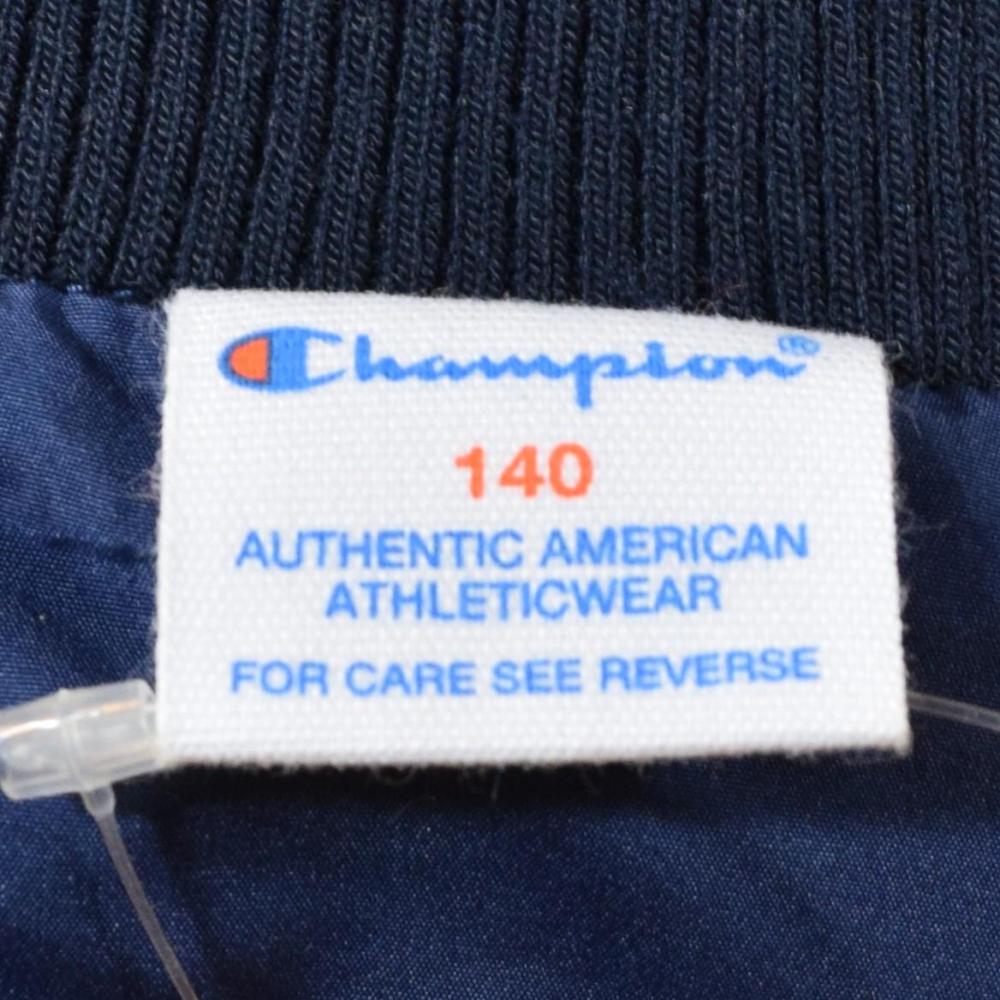 Champion®
140
AUTHENTIC AMERICAN
ATHLETICWEAR
FOR CARE SEE REVERSE